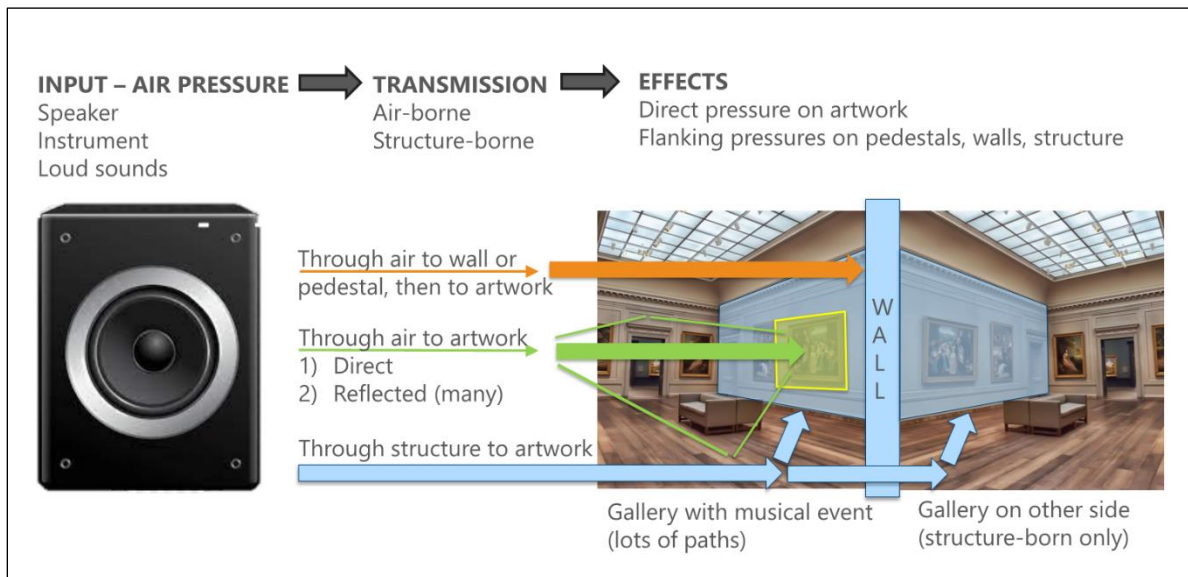 INPUT – AIR PRESSURE
Speaker
Instrument
Loud sounds
TRANSMISSION
Air-borne
Structure-borne
EFFECTS
Direct pressure on artwork
Flanking pressures on pedestals, walls, structure
Through air to wall or
pedestal, then to artwork
Through air to artwork
1) Direct
2) Reflected (many)
Through structure to artwork
WALL
Gallery with musical event
(lots of paths)
Gallery on other side
(structure-born only)